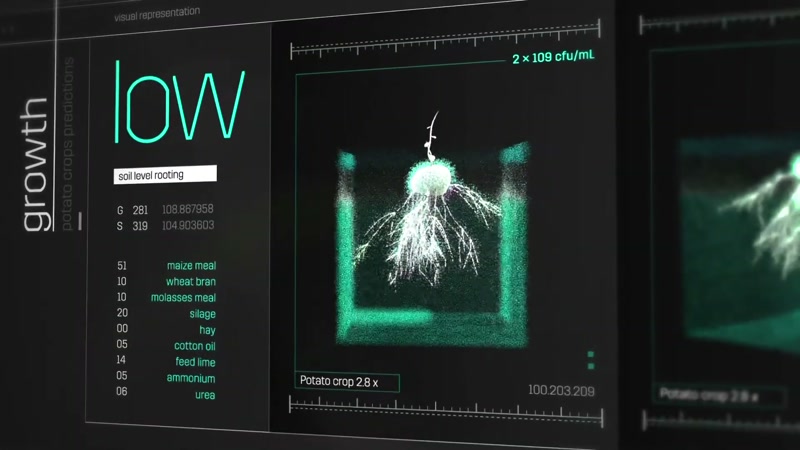 visual representation
growth
potato crops predictions
low
soil level rooting
G 281 108.867958
S 319 104.903603
51 maize meal
10 wheat bran
10 molasses meal
20 silage
00 hay
05 cotton oil
14 feed lime
05 ammonium
06 urea
2 × 109 cfu/mL
Potato crop 2.8 x
100.203.209
Potato crop 2.8 x